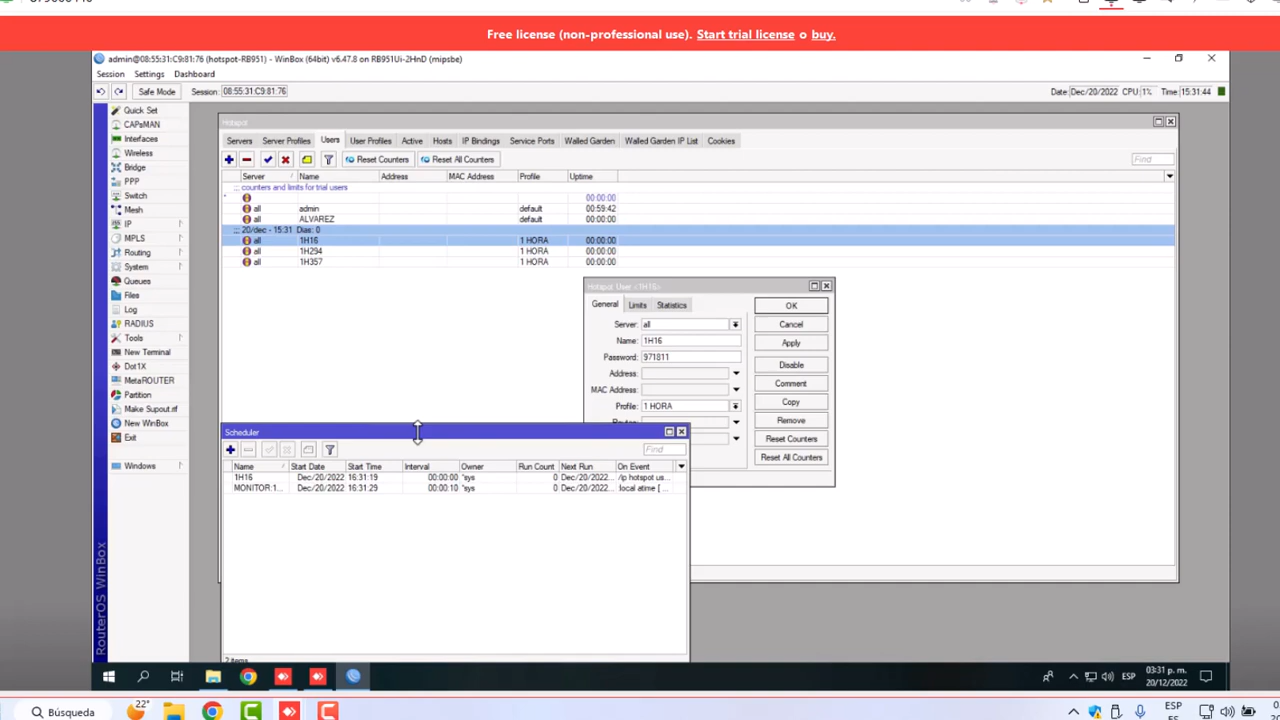 Free license (non-professional use). Start trial license o buy.
admin@08:55:31:C9:81:76 (hotspot-RB951) - WinBox (64bit) v6.47.8 on RB951Ui-2HnD (mipsbe)
Session Settings Dashboard
Safe Mode Session: 08:55:31:C9:81:76 Date: Dec/20/2022 CPU: 1% Time: 15:31:44
Quick Set
CAPsMAN
Interfaces
Wireless
Bridge
PPP
Switch
Mesh
IP
MPLS
Routing
System
Queues
Files
Log
RADIUS
Tools
New Terminal
Dot1X
MetaROUTER
Partition
Make Supout.rif
New WinBox
Exit
Windows
RouterOS WinBox
Hotspot
Servers Server Profiles Users User Profiles Active Hosts IP Bindings Service Ports Walled Garden Walled Garden IP List Cookies
Reset Counters Reset All Counters Find
Server Name Address MAC Address Profile Uptime
;;; counters and limits for trial users
00:00:00
all admin default 00:59:42
all ALVAREZ default 00:00:00
;;; 20/dec - 15:31 Dias: 0
all 1H16 1 HORA 00:00:00
all 1H294 1 HORA 00:00:00
all 1H357 1 HORA 00:00:00
Hotspot User <1H16>
General Limits Statistics
Server: all
Name: 1H16
Password: 971811
Address:
MAC Address:
Profile: 1 HORA
OK
Cancel
Apply
Disable
Comment
Copy
Remove
Reset Counters
Reset All Counters
Scheduler
Find
Name Start Date Start Time Interval Owner Run Count Next Run On Event
1H16 Dec/20/2022 16:31:19 00:00:00 *sys 0 Dec/20/2022... /ip hotspot us...
MONITOR:1... Dec/20/2022 16:31:29 00:00:10 *sys 0 Dec/20/2022... :local atime [ ...
2 items
ESP 03:31 p. m.
20/12/2022
Búsqueda 22° ESP